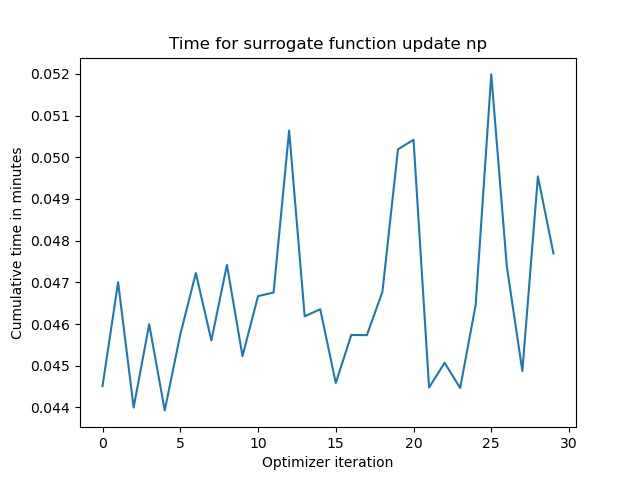 Time for surrogate function update np
0.052
0.051
0.050
0.049
0.048
0.047
0.046
0.045
0.044
Cumulative time in minutes
0 5 10 15 20 25 30
Optimizer iteration